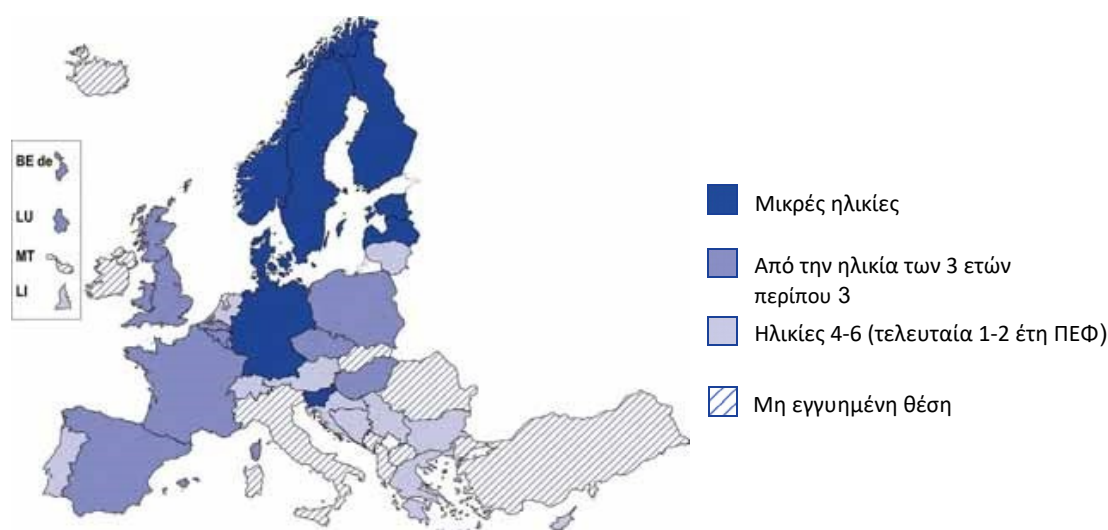 BE de
LU
MT
LI
Μικρές ηλικίες
Από την ηλικία των 3 ετών
περίπου 3
Ηλικίες 4-6 (τελευταία 1-2 έτη ΠΕΦ)
Μη εγγυημένη θέση